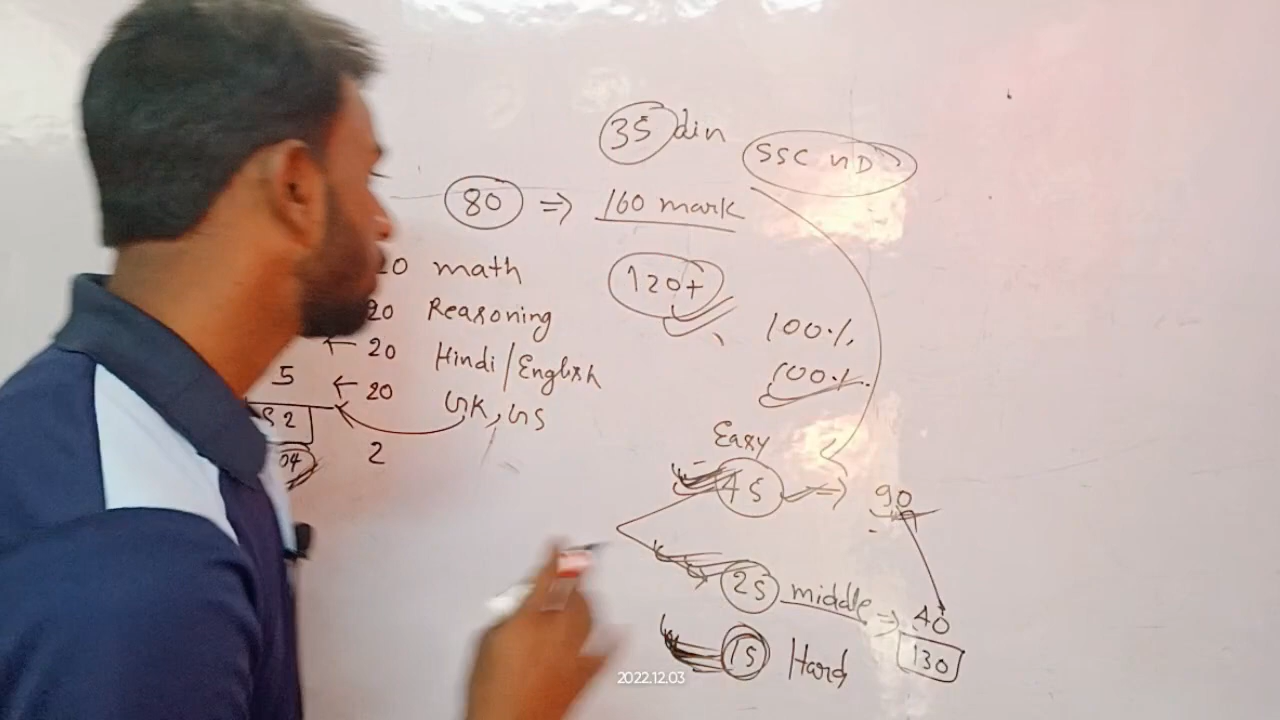 35 din
SSC GD
80 ⇒ 160 mark
20 math
120+
20 Reasoning
100%
← 20 Hindi/English
100%
5 ← 20 GK, GS
2
Easy
45 ⇒ 90
25 middle ⇒ 40
130
15 Hard
2022.12.03